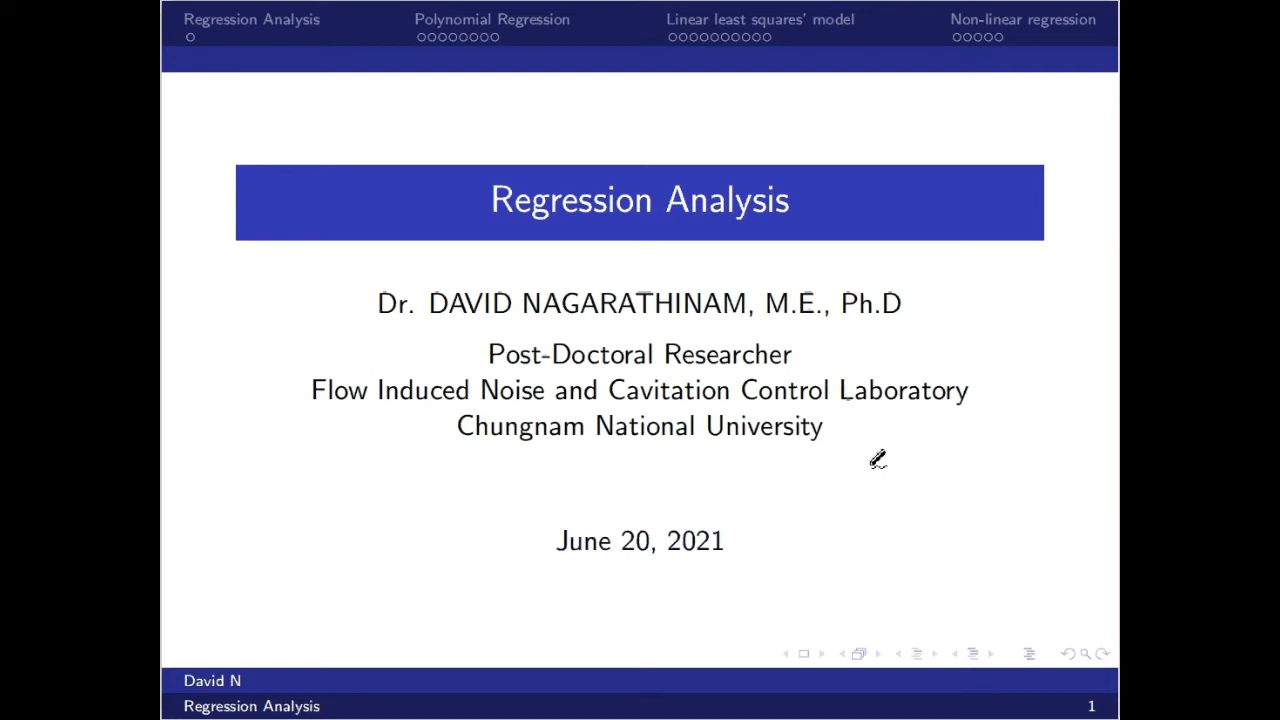 Regression Analysis Polynomial Regression Linear least squares' model Non-linear regression
Regression Analysis
Dr. DAVID NAGARATHINAM, M.E., Ph.D
Post-Doctoral Researcher
Flow Induced Noise and Cavitation Control Laboratory
Chungnam National University
June 20, 2021
David N
Regression Analysis 1